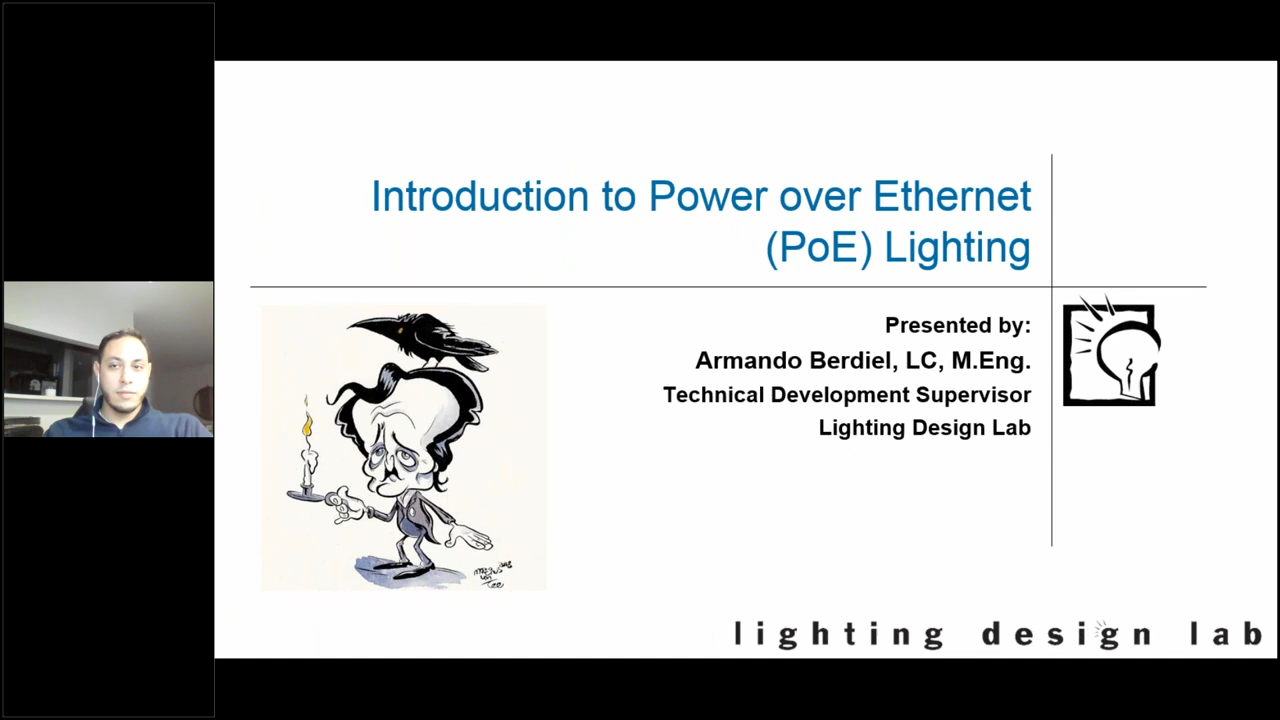 Introduction to Power over Ethernet
(PoE) Lighting
Presented by:
Armando Berdiel, LC, M.Eng.
Technical Development Supervisor
Lighting Design Lab
lighting design lab